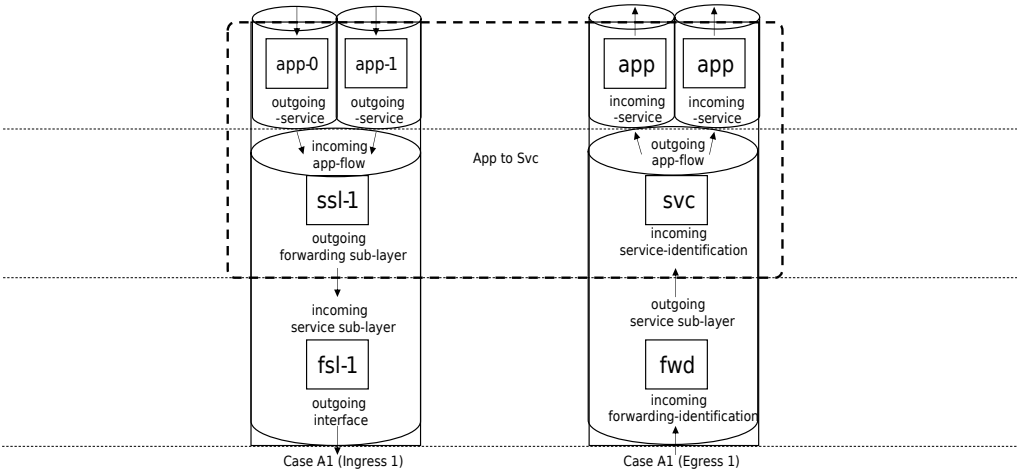 app-0
app-1
app
app
outgoing
-service
outgoing
-service
incoming
-service
incoming
-service
incoming
app-flow
App to Svc
outgoing
app-flow
ssl-1
svc
outgoing
forwarding sub-layer
incoming
service-identification
incoming
service sub-layer
outgoing
service sub-layer
fsl-1
fwd
outgoing
interface
incoming
forwarding-identification
Case A1 (Ingress 1)
Case A1 (Egress 1)